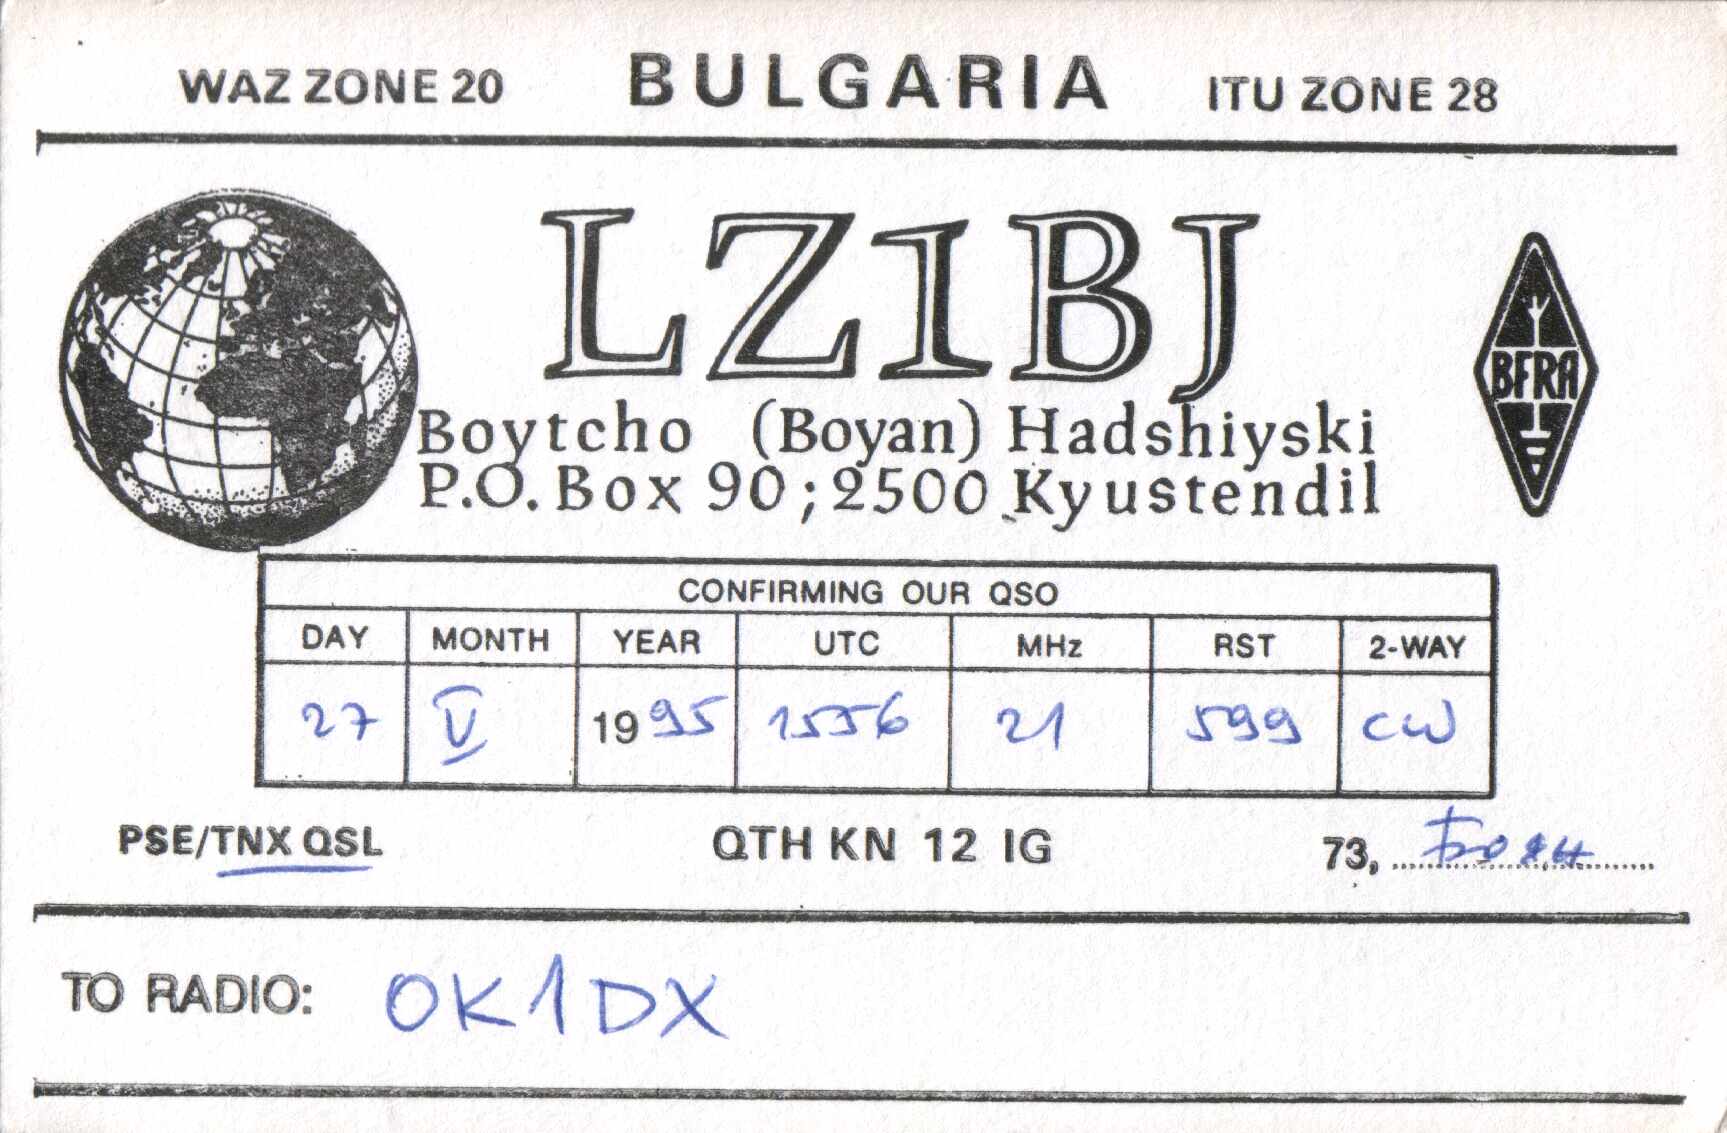 WAZ ZONE 20 BULGARIA ITU ZONE 28
LZ1BJ
BFRA
Boytcho (Boyan) Hadshiyski
P.O. Box 90; 2500 Kyustendil
CONFIRMING OUR QSO
DAY MONTH YEAR UTC MHz RST 2-WAY
27 V 1995 1556 21 599 CW
PSE/TNX QSL QTH KN 12 IG 73, Боян
TO RADIO: OK1DX